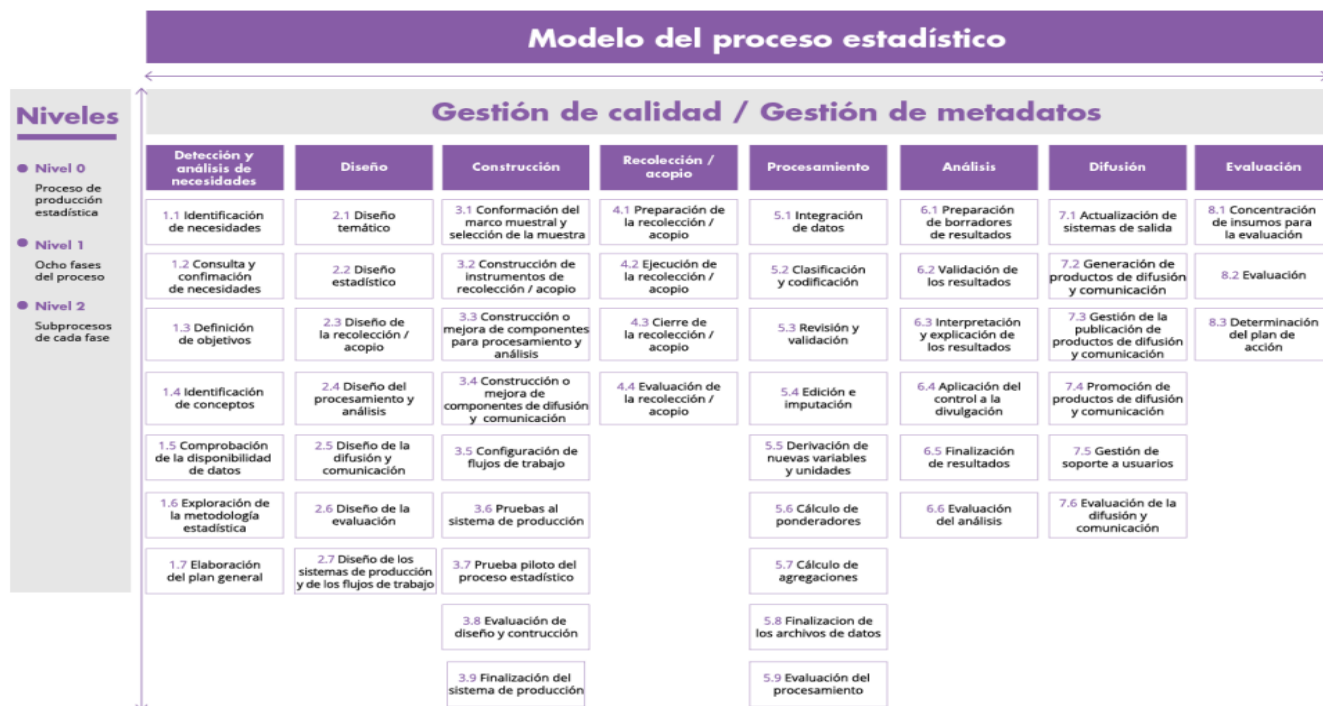 Modelo del proceso estadístico
Gestión de calidad / Gestión de metadatos
Niveles
Nivel 0
Proceso de
producción
estadística
Nivel 1
Ocho fases
del proceso
Nivel 2
Subprocesos
de cada fase
Detección y
análisis de
necesidades
1.1 Identificación
de necesidades
1.2 Consulta y
confimación
de necesidades
1.3 Definición
de objetivos
1.4 Identificación
de conceptos
1.5 Comprobación
de la disponibilidad
de datos
1.6 Exploración de
la metodología
estadística
1.7 Elaboración
del plan general
Diseño
2.1 Diseño
temático
2.2 Diseño
estadístico
2.3 Diseño de
la recolección /
acopio
2.4 Diseño del
procesamiento y
análisis
2.5 Diseño de la
difusión y
comunicación
2.6 Diseño de la
evaluación
2.7 Diseño de los
sistemas de producción
y de los flujos de trabajo
Construcción
3.1 Conformación del
marco muestral y
selección de la muestra
3.2 Construcción de
instrumentos de
recolección / acopio
3.3 Construcción o
mejora de componentes
para procesamiento y
análisis
3.4 Construcción o
mejora de
componentes de difusión
y comunicación
3.5 Configuración de
flujos de trabajo
3.6 Pruebas al
sistema de producción
3.7 Prueba piloto del
proceso estadístico
3.8 Evaluación de
diseño y contrucción
3.9 Finalización del
sistema de producción
Recolección /
acopio
4.1 Preparación de
la recolección /
acopio
4.2 Ejecución de
la recolección /
acopio
4.3 Cierre de
la recolección /
acopio
4.4 Evaluación de
la recolección /
acopio
Procesamiento
5.1 Integración
de datos
5.2 Clasificación
y codificación
5.3 Revisión y
validación
5.4 Edición e
imputación
5.5 Derivación de
nuevas variables
y unidades
5.6 Cálculo de
ponderadores
5.7 Cálculo de
agregaciones
5.8 Finalizacion de
los archivos de datos
5.9 Evaluación del
procesamiento
Análisis
6.1 Preparación
de borradores
de resultados
6.2 Validación de
los resultados
6.3 Interpretación
y explicación de
los resultados
6.4 Aplicación del
control a la
divulgación
6.5 Finalización
de resultados
6.6 Evaluación
del análisis
Difusión
7.1 Actualización de
sistemas de salida
7.2 Generación de
productos de difusión
y comunicación
7.3 Gestión de la
publicación de
productos de difusión
y comunicación
7.4 Promoción de
productos de difusión
y comunicación
7.5 Gestión de
soporte a usuarios
7.6 Evaluación de la
difusión y
comunicación
Evaluación
8.1 Concentración
de insumos para
la evaluación
8.2 Evaluación
8.3 Determinación
del plan de
acción